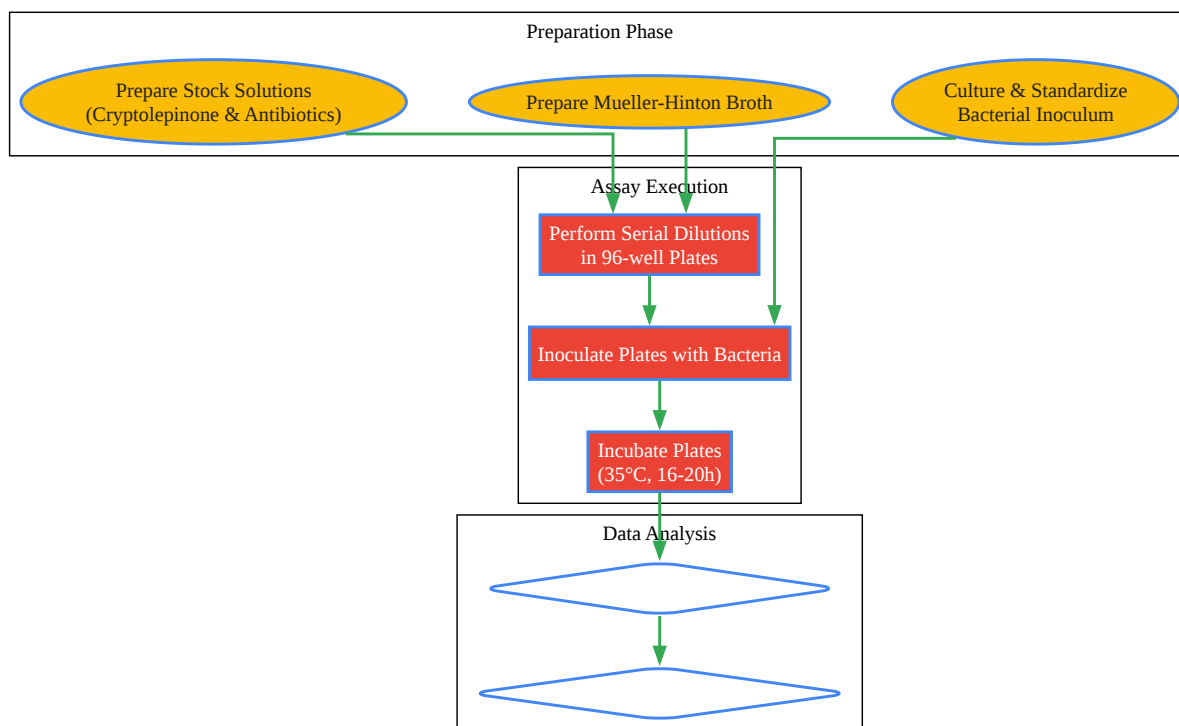 Preparation Phase
Prepare Stock Solutions
(Cryptolepinone & Antibiotics)
Prepare Mueller-Hinton Broth
Culture & Standardize
Bacterial Inoculum
Assay Execution
Perform Serial Dilutions
in 96-well Plates
Inoculate Plates with Bacteria
Incubate Plates
(35°C, 16-20h)
Data Analysis